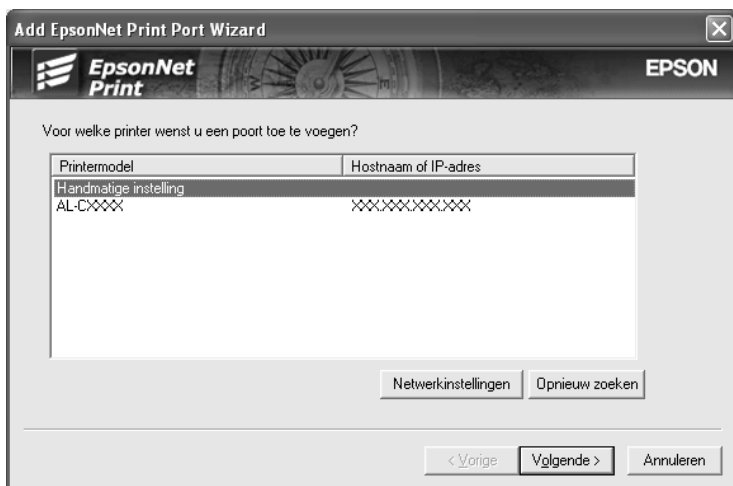 Add EpsonNet Print Port Wizard
EpsonNet
Print
EPSON
Voor welke printer wenst u een poort toe te voegen?
Printermodel Hostnaam of IP-adres
Handmatige instelling
AL-CXXXX XXX.XXX.XXX.XXX
Netwerkinstellingen Opnieuw zoeken
< Vorige Volgende > Annuleren